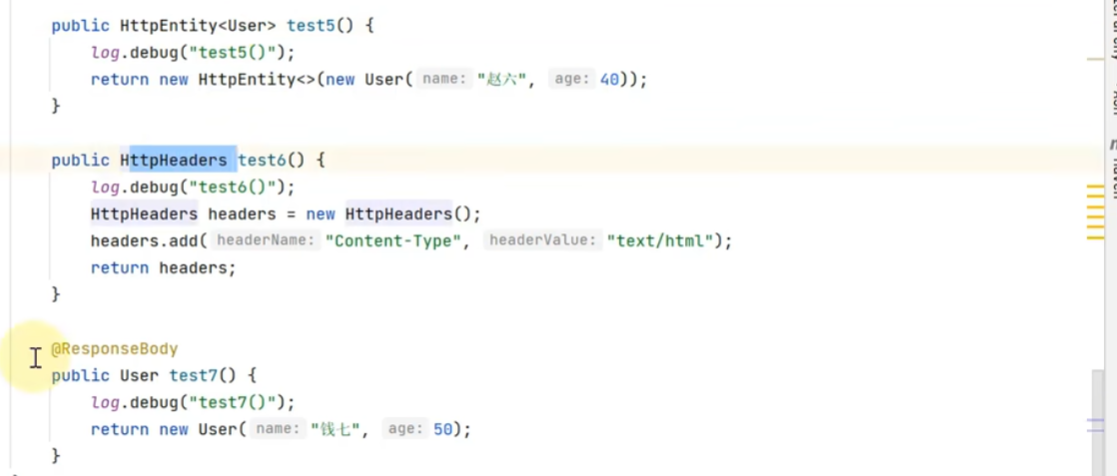 public HttpEntity<User> test5() {
log.debug("test5()");
return new HttpEntity<>(new User( name: "赵六", age: 40));
}
public HttpHeaders test6() {
log.debug("test6()");
HttpHeaders headers = new HttpHeaders();
headers.add( headerName: "Content-Type", headerValue: "text/html");
return headers;
}
@ResponseBody
public User test7() {
log.debug("test7()");
return new User( name: "钱七", age: 50);
}